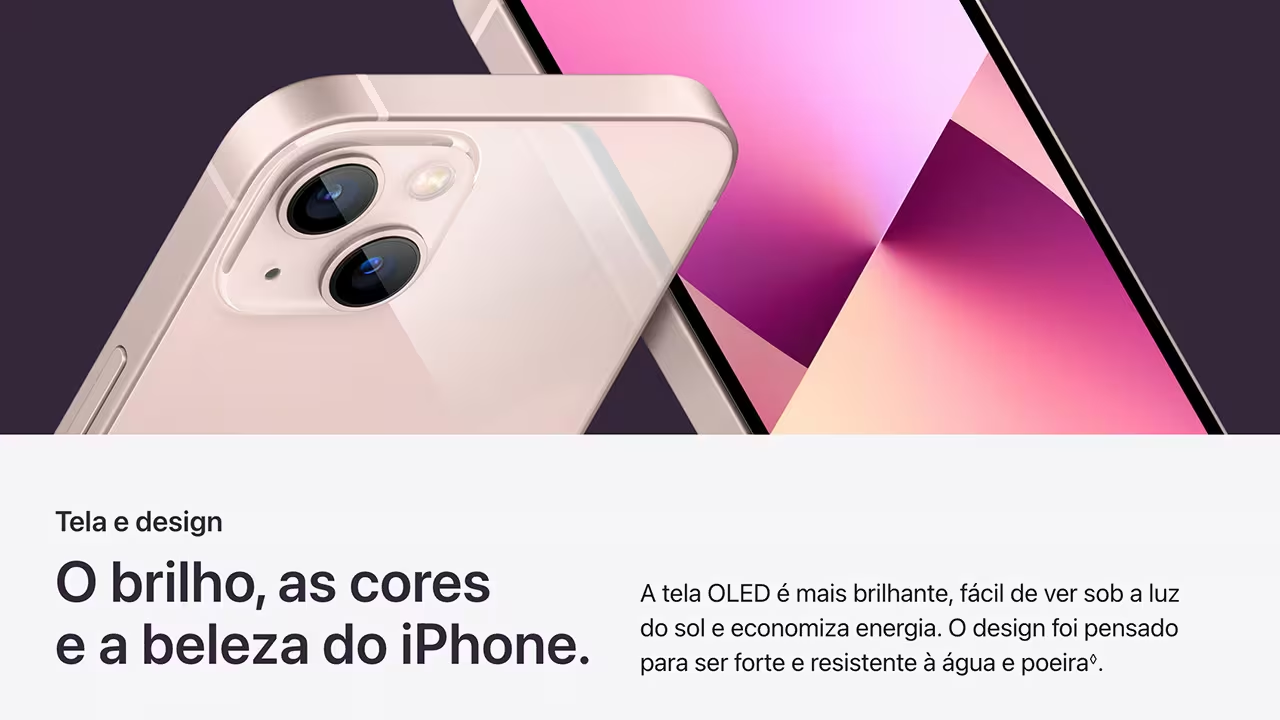 Tela e design
O brilho, as cores
e a beleza do iPhone.
A tela OLED é mais brilhante, fácil de ver sob a luz
do sol e economiza energia. O design foi pensado
para ser forte e resistente à água e poeira◊.